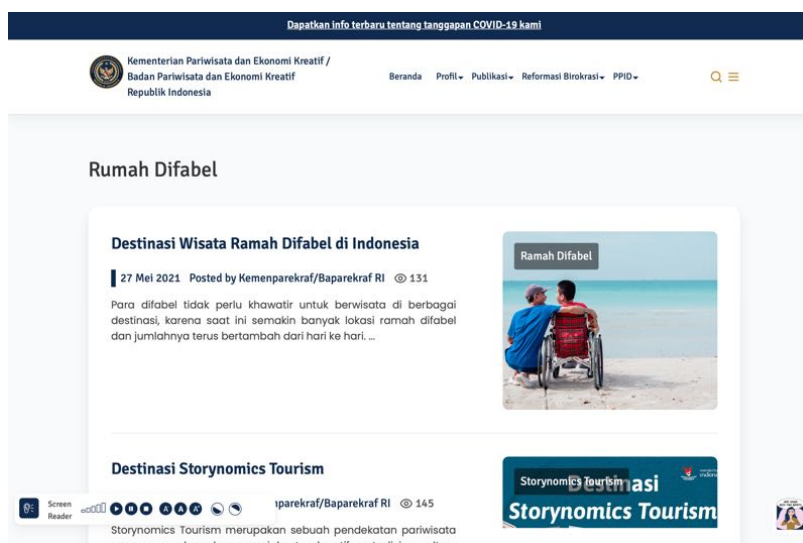 Dapatkan info terbaru tentang tanggapan COVID-19 kami
Kementerian Pariwisata dan Ekonomi Kreatif /
Badan Pariwisata dan Ekonomi Kreatif
Republik Indonesia
Beranda Profil Publikasi Reformasi Birokrasi PPID
Rumah Difabel
Destinasi Wisata Ramah Difabel di Indonesia
27 Mei 2021 Posted by Kemenparekraf/Baparekraf RI 131
Para difabel tidak perlu khawatir untuk berwisata di berbagai
destinasi, karena saat ini semakin banyak lokasi ramah difabel
dan jumlahnya terus bertambah dari hari ke hari. ...
Ramah Difabel
Destinasi Storynomics Tourism
nparekraf/Baparekraf RI 145
Storynomics Tourism merupakan sebuah pendekatan pariwisata
Storynomics Tourism
Destinasi
Storynomics Tourism
Screen
Reader
A A A